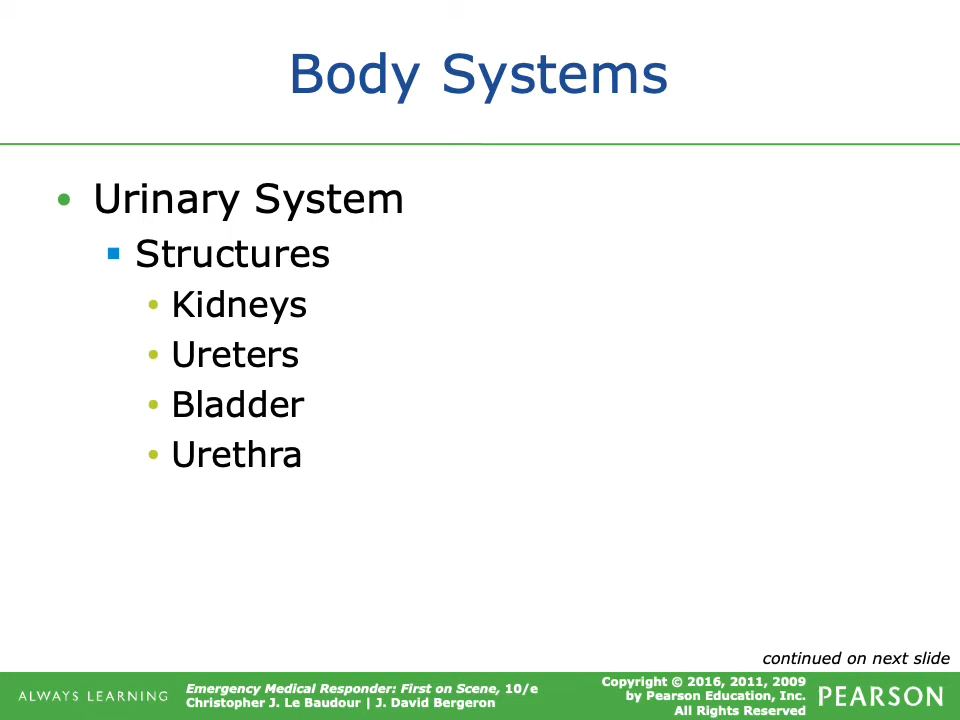 Body Systems
• Urinary System
▪ Structures
• Kidneys
• Ureters
• Bladder
• Urethra
continued on next slide
ALWAYS LEARNING
Emergency Medical Responder: First on Scene, 10/e
Christopher J. Le Baudour | J. David Bergeron
Copyright © 2016, 2011, 2009
by Pearson Education, Inc.
All Rights Reserved
PEARSON